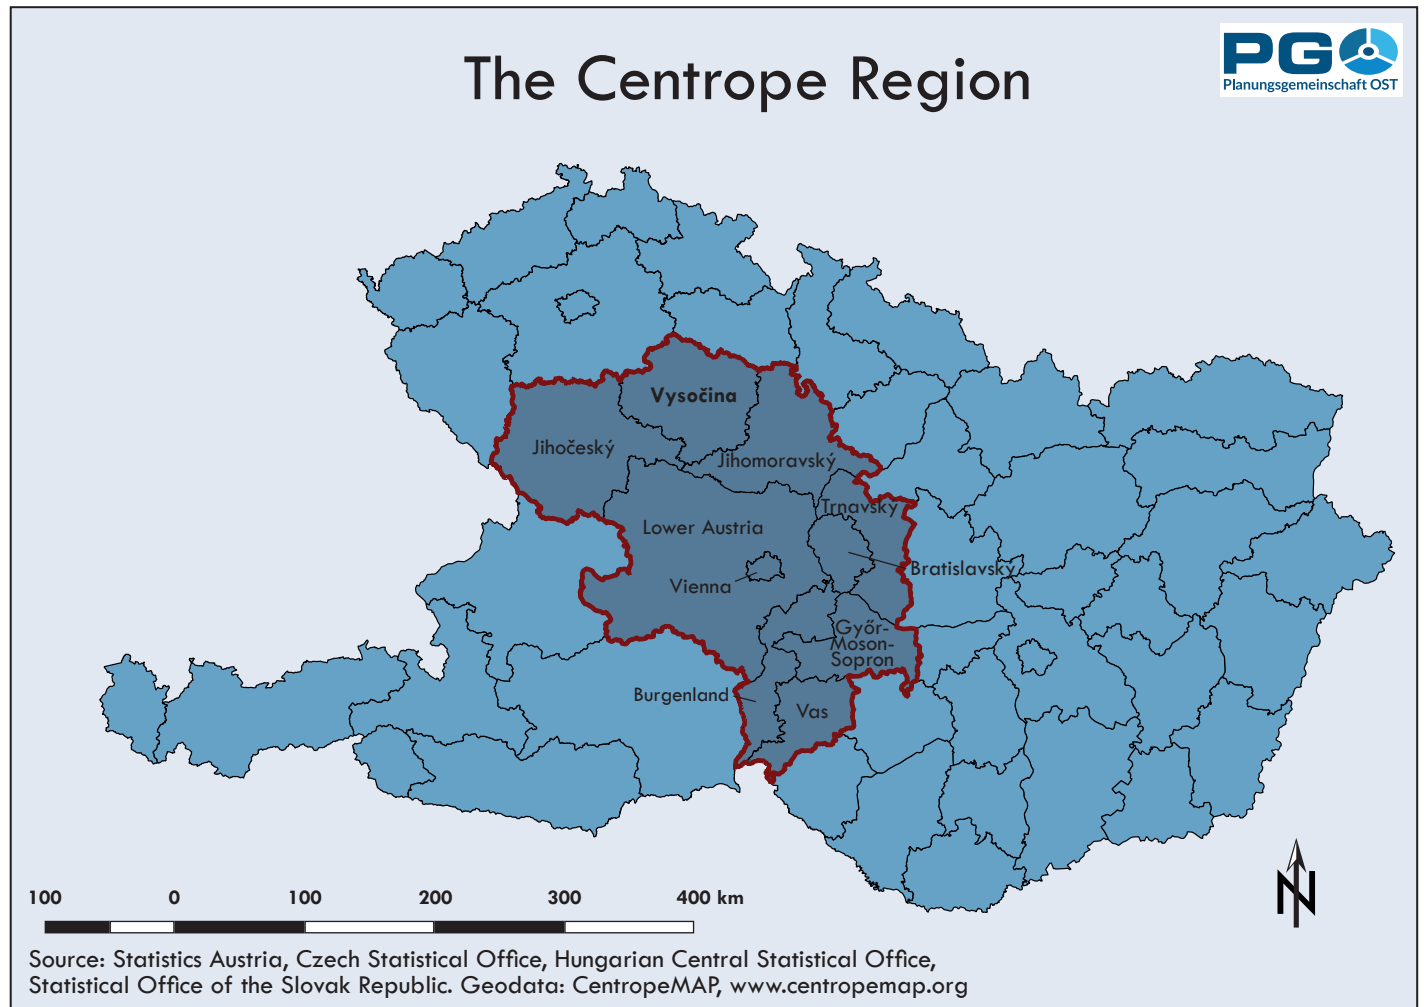 The Centrope Region
PGO
Planungsgemeinschaft OST
Vysočina
Jihočeský
Jihomoravský
Trnavský
Lower Austria
Bratislavský
Vienna
Győr-
Moson-
Sopron
Burgenland
Vas
N
100 0 100 200 300 400 km
Source: Statistics Austria, Czech Statistical Office, Hungarian Central Statistical Office,
Statistical Office of the Slovak Republic. Geodata: CentropeMAP, www.centropemap.org